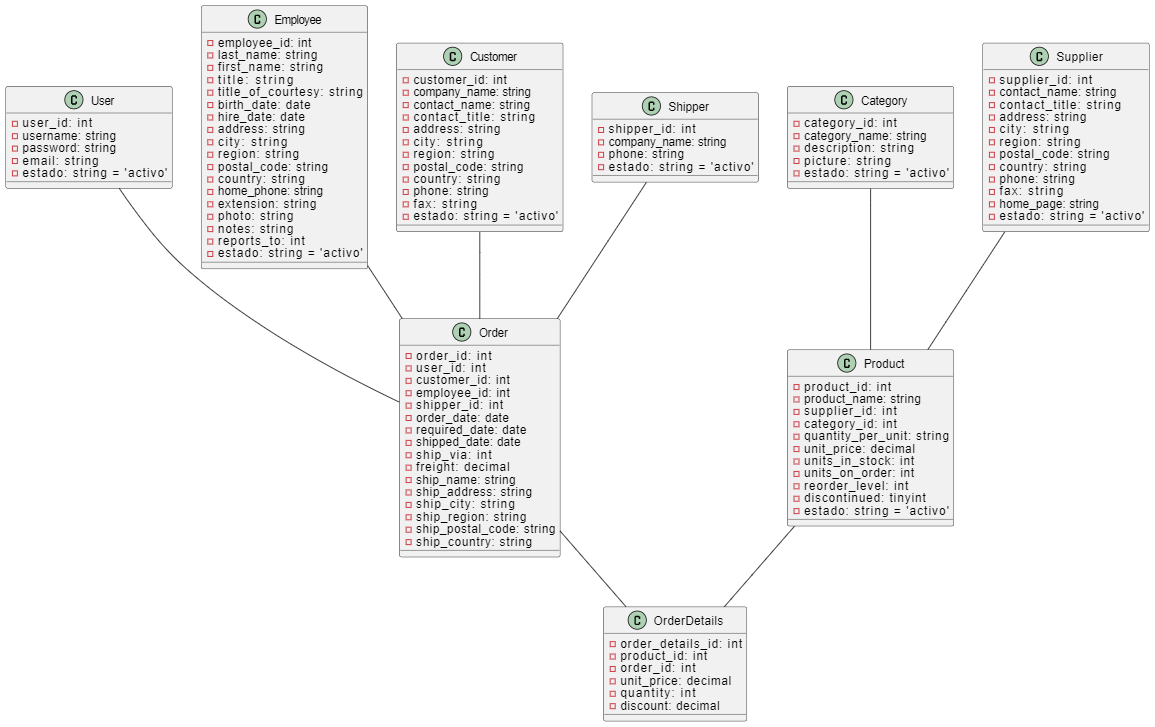 C User
user_id: int
username: string
password: string
email: string
estado: string = 'activo'
C Employee
employee_id: int
last_name: string
first_name: string
title: string
title_of_courtesy: string
birth_date: date
hire_date: date
address: string
city: string
region: string
postal_code: string
country: string
home_phone: string
extension: string
photo: string
notes: string
reports_to: int
estado: string = 'activo'
C Customer
customer_id: int
company_name: string
contact_name: string
contact_title: string
address: string
city: string
region: string
postal_code: string
country: string
phone: string
fax: string
estado: string = 'activo'
C Shipper
shipper_id: int
company_name: string
phone: string
estado: string = 'activo'
C Category
category_id: int
category_name: string
description: string
picture: string
estado: string = 'activo'
C Supplier
supplier_id: int
contact_name: string
contact_title: string
address: string
city: string
region: string
postal_code: string
country: string
phone: string
fax: string
home_page: string
estado: string = 'activo'
C Order
order_id: int
user_id: int
customer_id: int
employee_id: int
shipper_id: int
order_date: date
required_date: date
shipped_date: date
ship_via: int
freight: decimal
ship_name: string
ship_address: string
ship_city: string
ship_region: string
ship_postal_code: string
ship_country: string
C Product
product_id: int
product_name: string
supplier_id: int
category_id: int
quantity_per_unit: string
unit_price: decimal
units_in_stock: int
units_on_order: int
reorder_level: int
discontinued: tinyint
estado: string = 'activo'
C OrderDetails
order_details_id: int
product_id: int
order_id: int
unit_price: decimal
quantity: int
discount: decimal